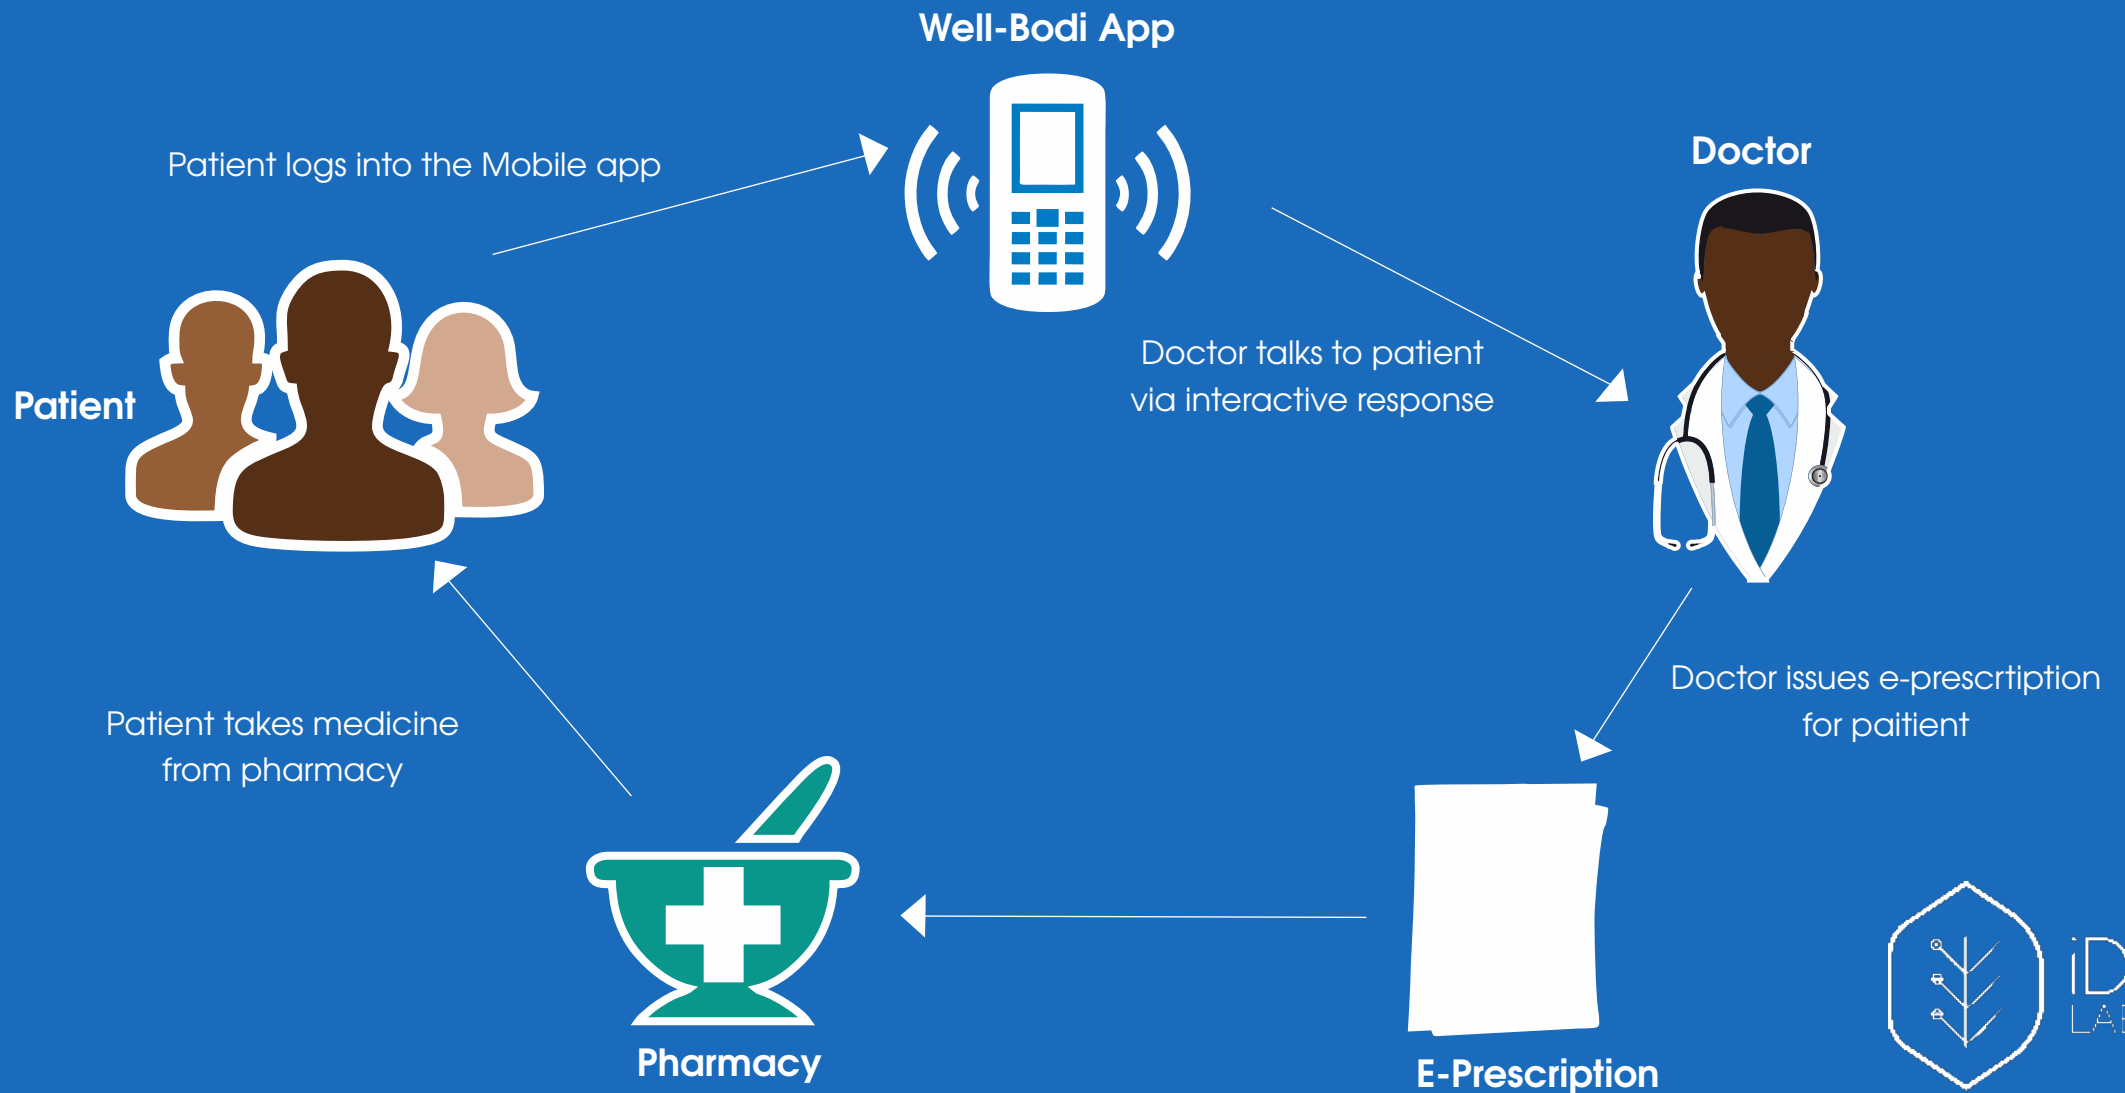 Well-Bodi App
Patient logs into the Mobile app
Doctor
Patient
Doctor talks to patient
via interactive response
Doctor issues e-prescrtiption
for paitient
Patient takes medicine
from pharmacy
Pharmacy
E-Prescription